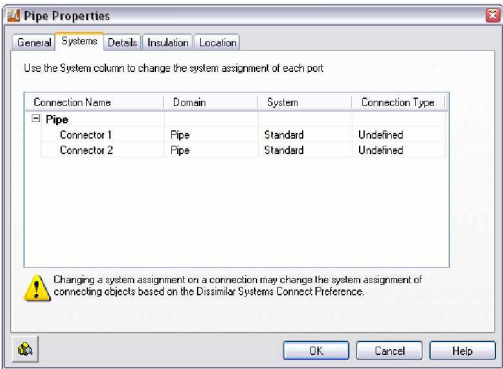 Pipe Properties
General Systems Details Insulation Location
Use the System column to change the system assignment of each port
Connection Name Domain System Connection Type
Pipe
Connector 1 Pipe Standard Undefined
Connector 2 Pipe Standard Undefined
Changing a system assignment on a connection may change the system assignment of
connecting objects based on the Dissimilar Systems Connect Preference.
OK Cancel Help